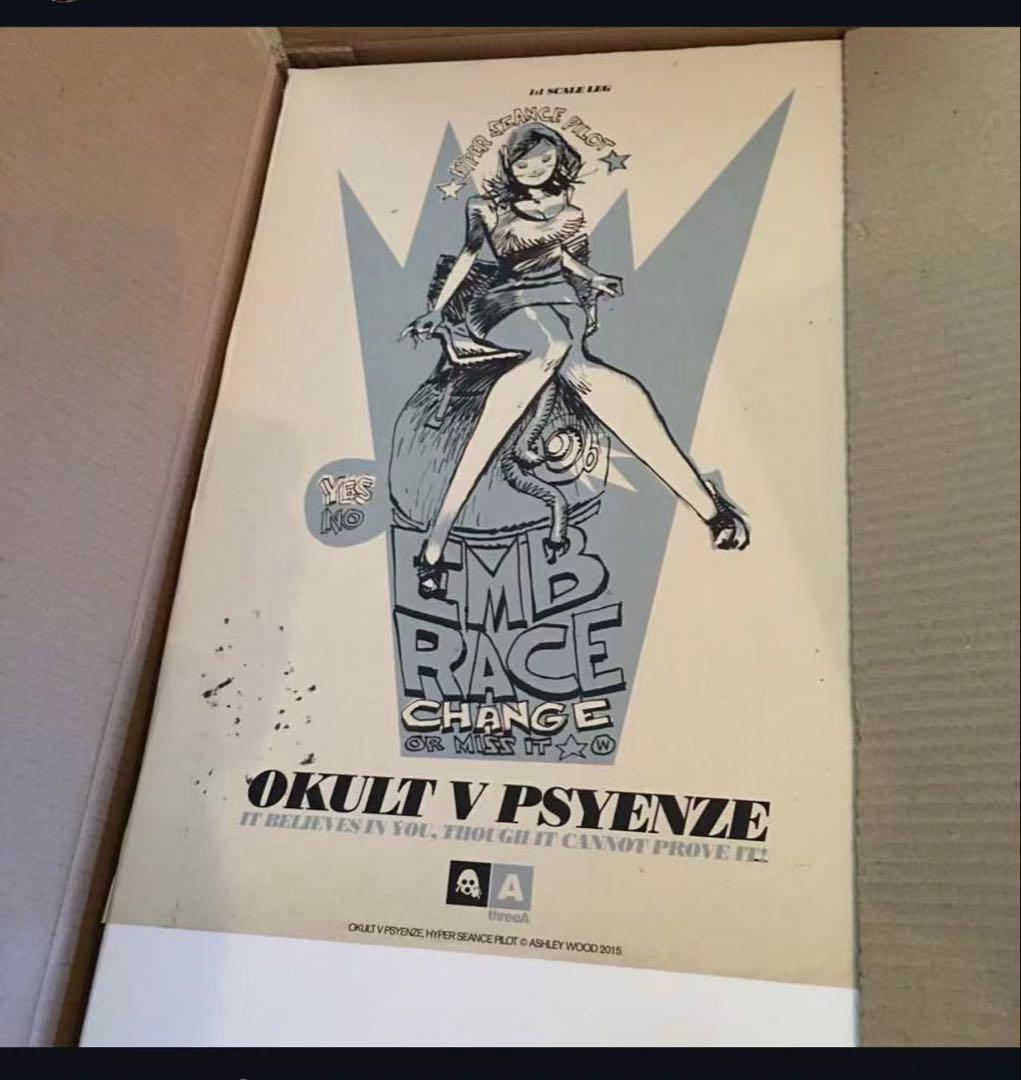 1:1 SCALE LEG
HYPER SEANCE PILOT
YES
NO
EMB
RACE
CHANGE
OR MISS IT W
OKULT V PSYENZE
IT BELIEVES IN YOU, THOUGH IT CANNOT PROVE IT!
A
threeA
OKULT V PSYENZE, HYPER SEANCE PILOT © ASHLEY WOOD 2015